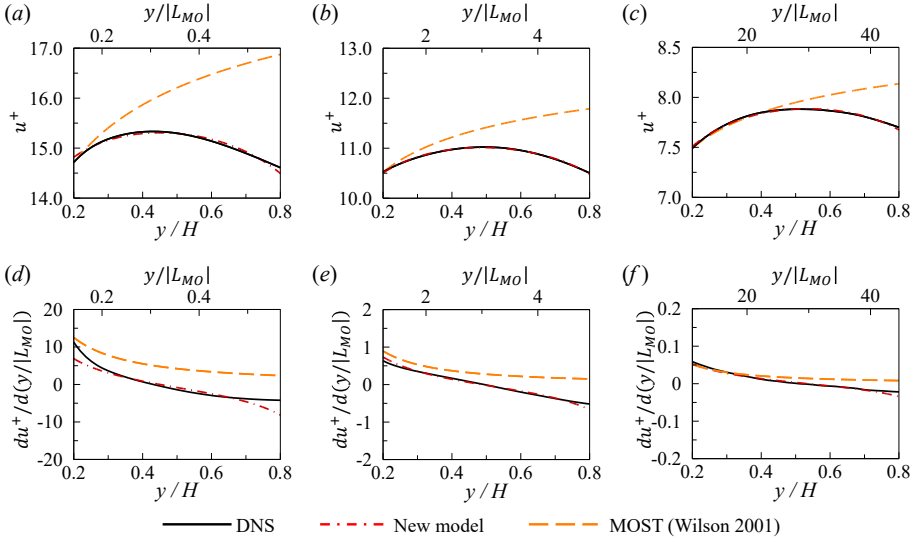 (a) y/|L_MO| (b) y/|L_MO| (c) y/|L_MO|
0.2 0.4 2 4 20 40
17.0 13.0 8.5
16.0 12.0 8.0
u+ u+ u+
15.0 11.0 7.5
14.0 10.0 7.0
0.2 0.4 0.6 0.8 0.2 0.4 0.6 0.8 0.2 0.4 0.6 0.8
y / H y / H y / H
(d) y/|L_MO| (e) y/|L_MO| (f) y/|L_MO|
0.2 0.4 2 4 20 40
20 2 0.2
10 1 0.1
du+/d(y/|L_MO|) du+/d(y/|L_MO|) du+/d(y/|L_MO|)
0 0 0
-10 -1 -0.1
-20 -2 -0.2
0.2 0.4 0.6 0.8 0.2 0.4 0.6 0.8 0.2 0.4 0.6 0.8
y / H y / H y / H
DNS New model MOST (Wilson 2001)